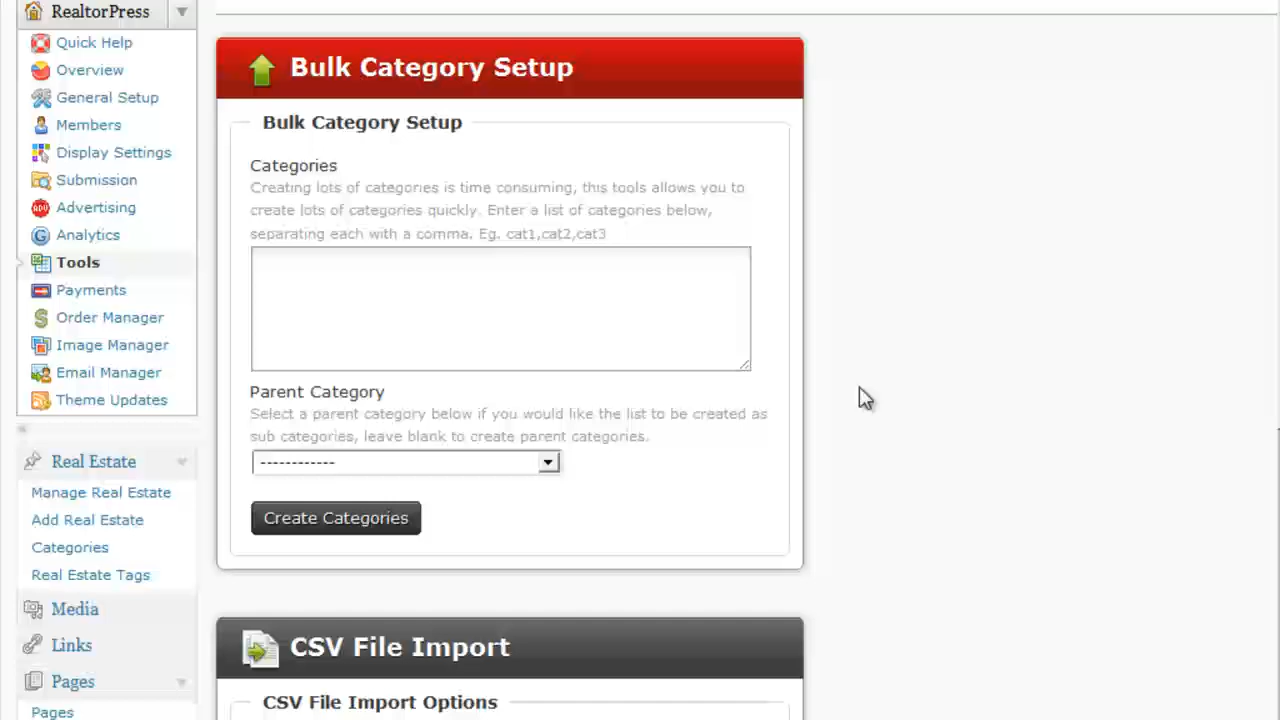 RealtorPress
Quick Help
Overview
General Setup
Members
Display Settings
Submission
Advertising
Analytics
Tools
Payments
Order Manager
Image Manager
Email Manager
Theme Updates
Real Estate
Manage Real Estate
Add Real Estate
Categories
Real Estate Tags
Media
Links
Pages
Pages
Bulk Category Setup
Bulk Category Setup
Categories
Creating lots of categories is time consuming, this tools allows you to
create lots of categories quickly. Enter a list of categories below,
separating each with a comma. Eg. cat1,cat2,cat3
Parent Category
Select a parent category below if you would like the list to be created as
sub categories, leave blank to create parent categories.
------------
Create Categories
CSV File Import
CSV File Import Options